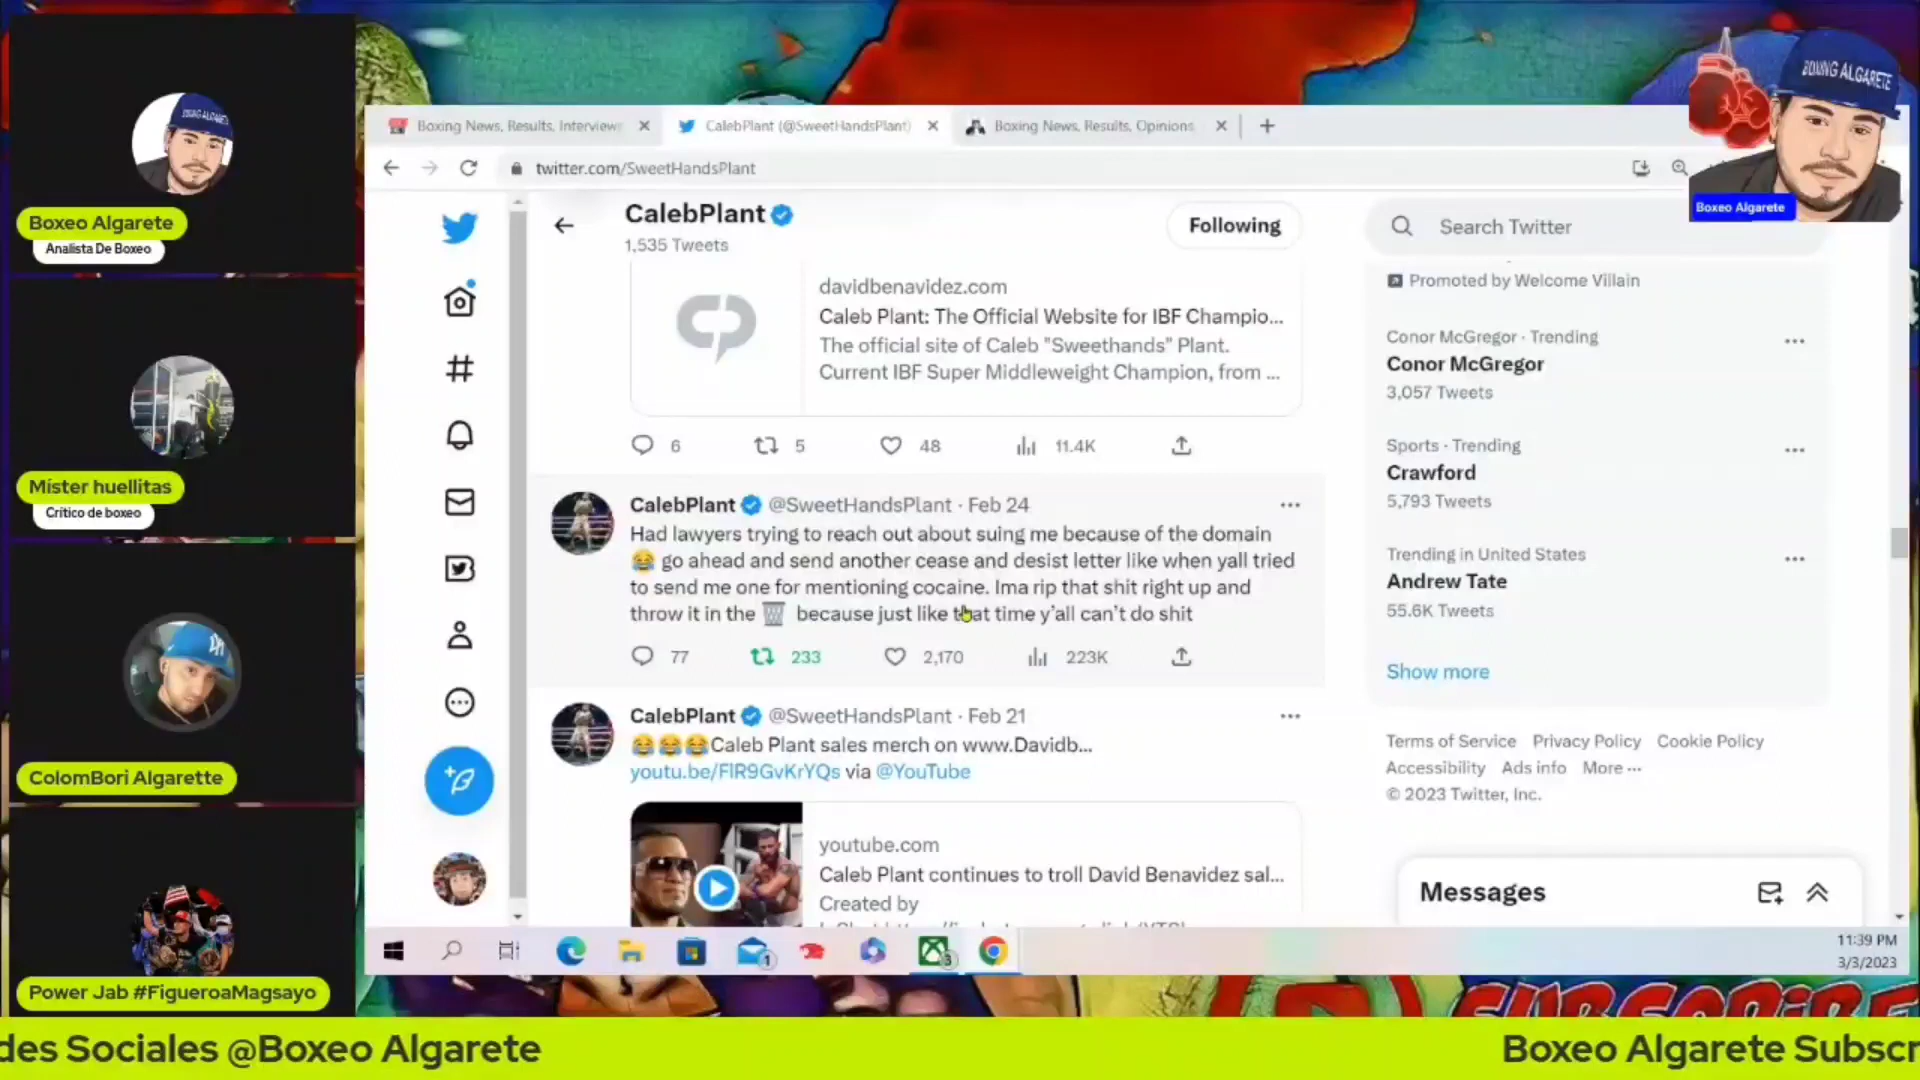 BOXING ALGARETE
Boxeo Algarete
Analista De Boxeo
Míster huellitas
Crítico de boxeo
ColomBori Algarette
Power Jab #FigueroaMagsayo
Boxing News, Results, Interviews
CalebPlant (@SweetHandsPlant)
Boxing News, Results, Opinions
twitter.com/SweetHandsPlant
BOXING ALGARETE
Boxeo Algarete
CalebPlant
1,535 Tweets
Following
Search Twitter
davidbenavidez.com
Caleb Plant: The Official Website for IBF Champio...
The official site of Caleb "Sweethands" Plant.
Current IBF Super Middleweight Champion, from ...
6 5 48 11.4K
CalebPlant @SweetHandsPlant · Feb 24
Had lawyers trying to reach out about suing me because of the domain
😂 go ahead and send another cease and desist letter like when yall tried
to send me one for mentioning cocaine. Ima rip that shit right up and
throw it in the 🗑️ because just like that time y'all can't do shit
77 233 2,170 223K
CalebPlant @SweetHandsPlant · Feb 21
😂😂😂Caleb Plant sales merch on www.Davidb...
youtu.be/FlR9GvKrYQs via @YouTube
youtube.com
Caleb Plant continues to troll David Benavidez sal...
Created by
Promoted by Welcome Villain
Conor McGregor · Trending
Conor McGregor
3,057 Tweets
Sports · Trending
Crawford
5,793 Tweets
Trending in United States
Andrew Tate
55.6K Tweets
Show more
Terms of Service Privacy Policy Cookie Policy
Accessibility Ads info More ···
© 2023 Twitter, Inc.
Messages
1
3
11:39 PM
3/3/2023
SUBSCRIBE
des Sociales @Boxeo Algarete
Boxeo Algarete Subscr